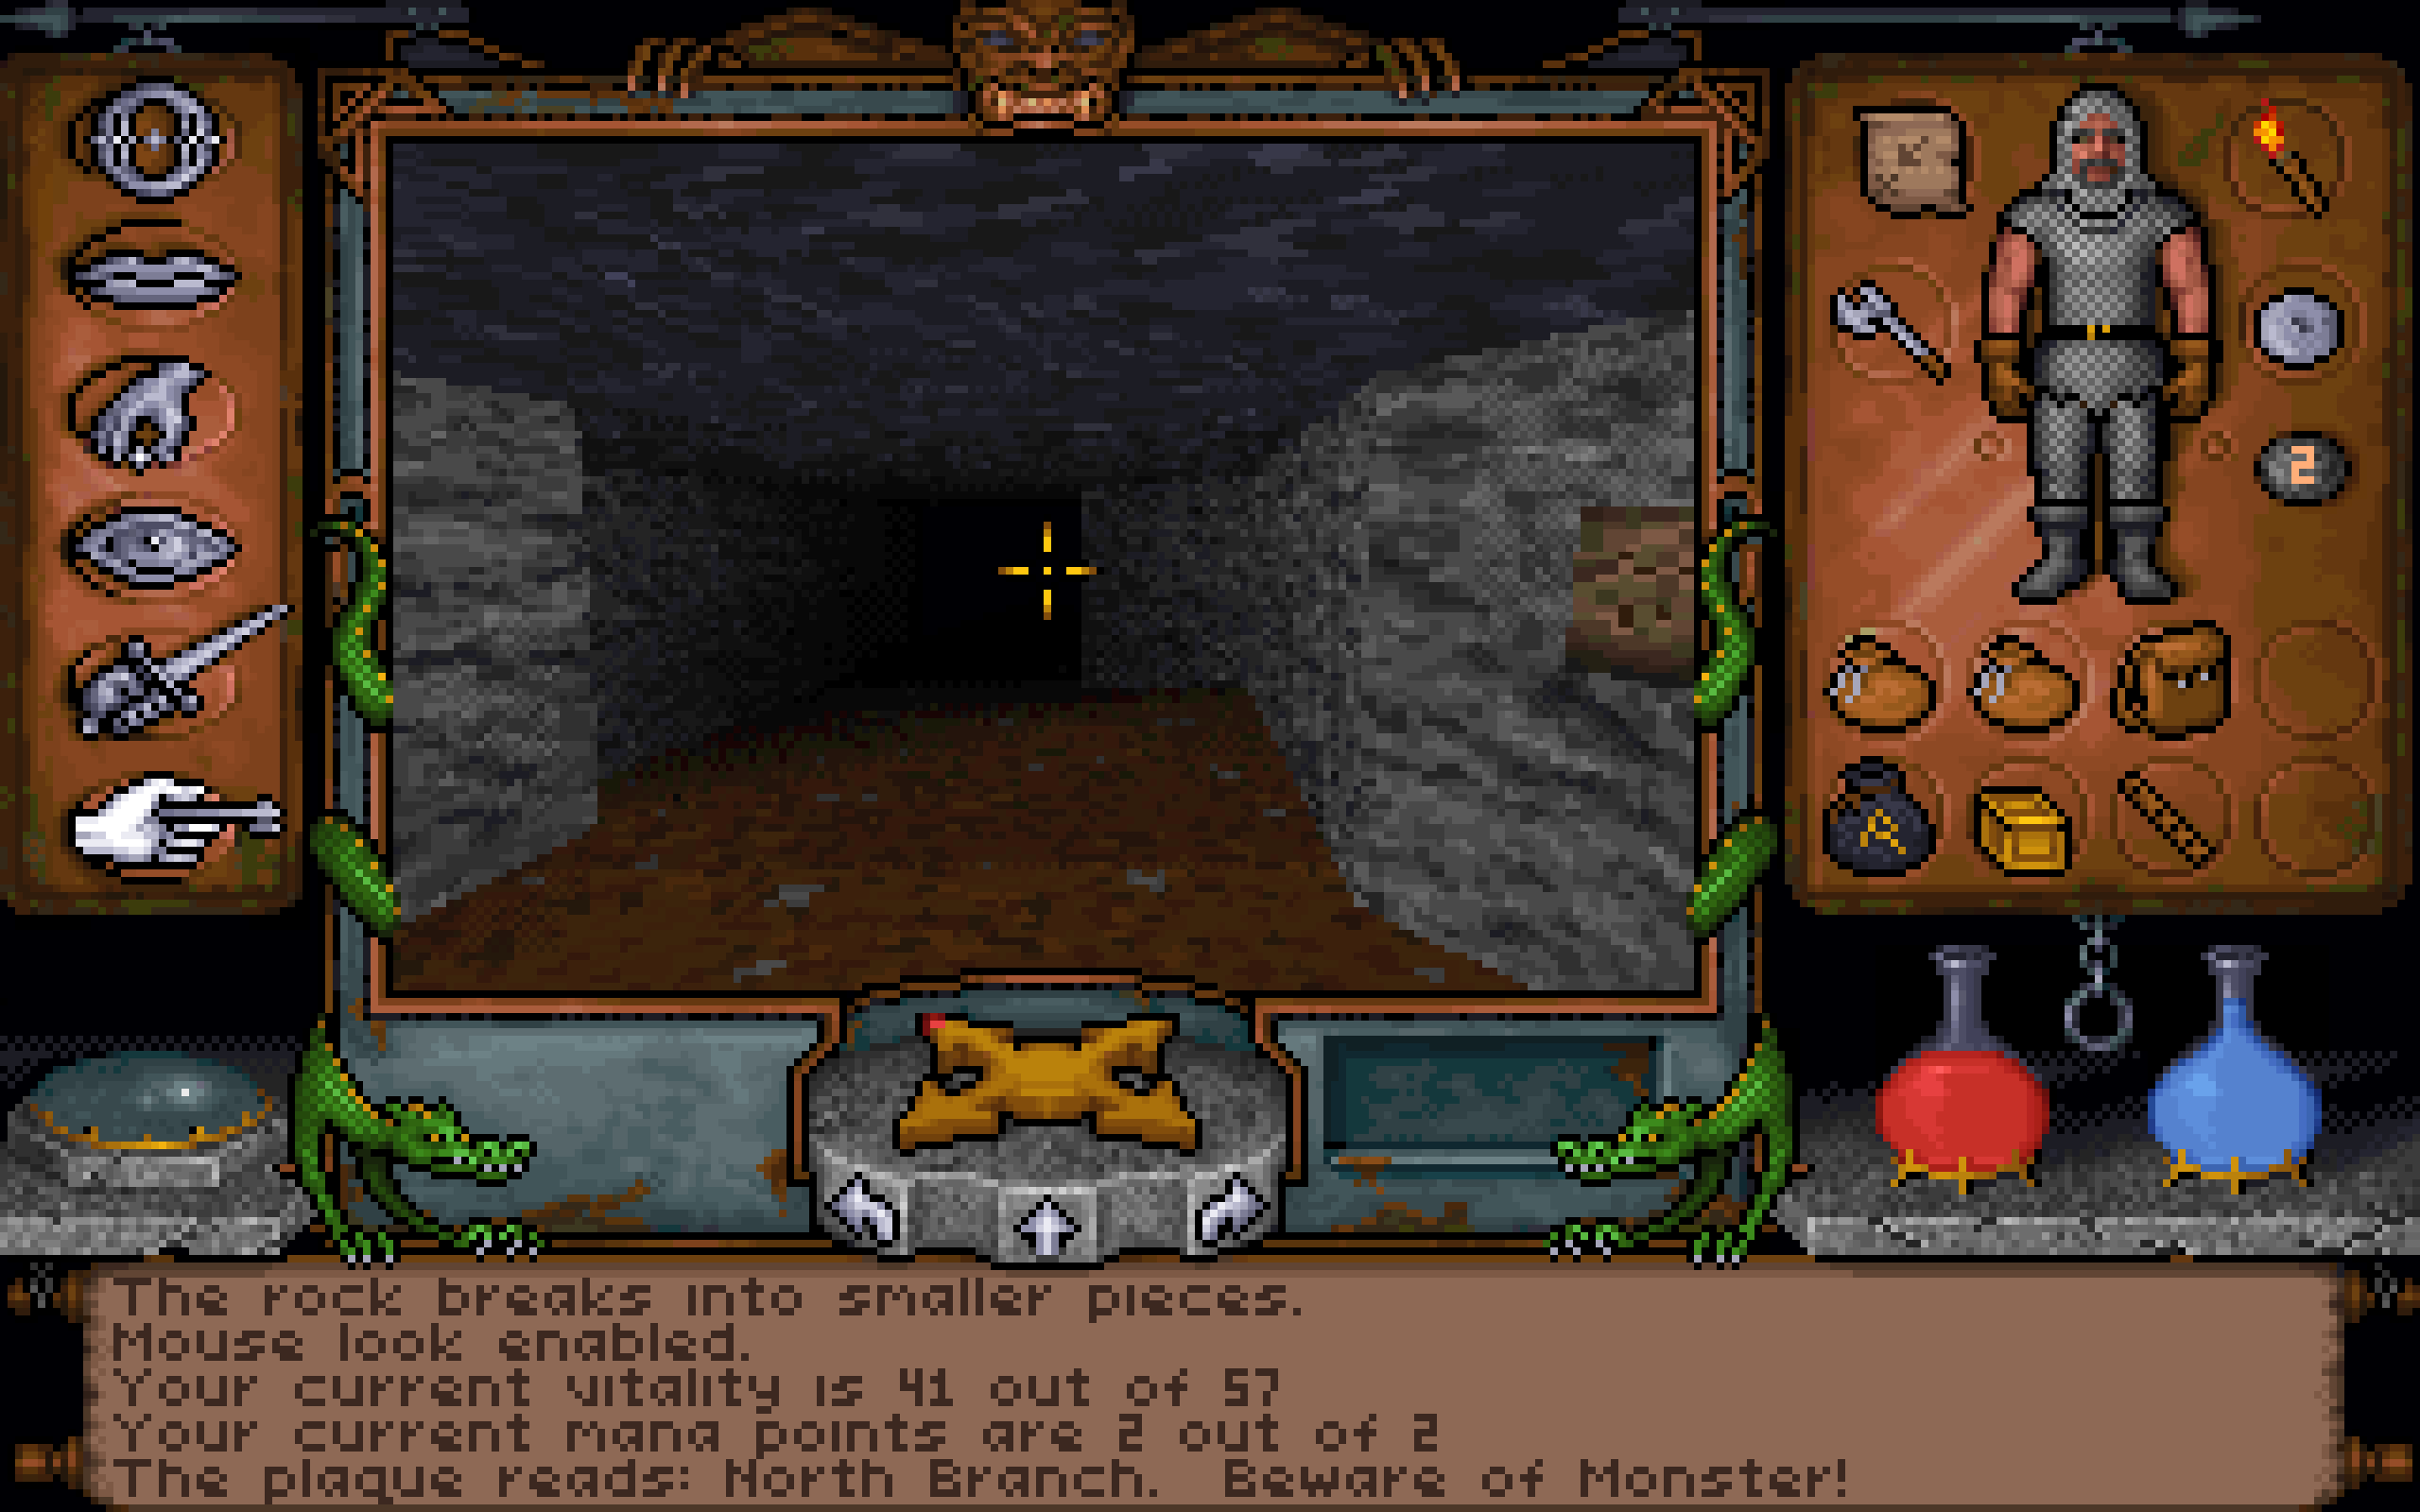 2
The rock breaks into smaller pieces.
Mouse look enabled.
Your current vitality is 41 out of 57
Your current mana points are 2 out of 2
The plaque reads: North Branch.  Beware of Monster!